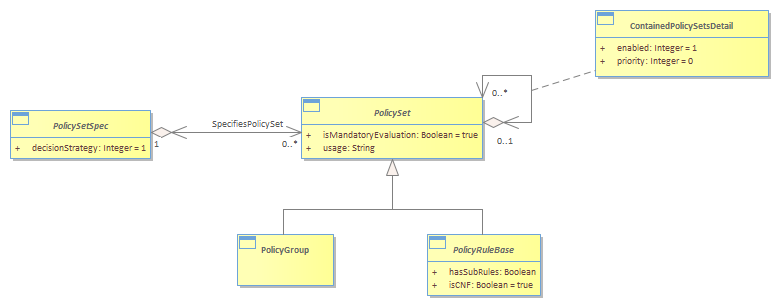 ContainedPolicySetsDetail
+ enabled: Integer = 1
+ priority: Integer = 0
0..*
PolicySet
+ isMandatoryEvaluation: Boolean = true
+ usage: String
0..1
PolicySetSpec
+ decisionStrategy: Integer = 1
SpecifiesPolicySet
1
0..*
PolicyGroup
PolicyRuleBase
+ hasSubRules: Boolean
+ isCNF: Boolean = true